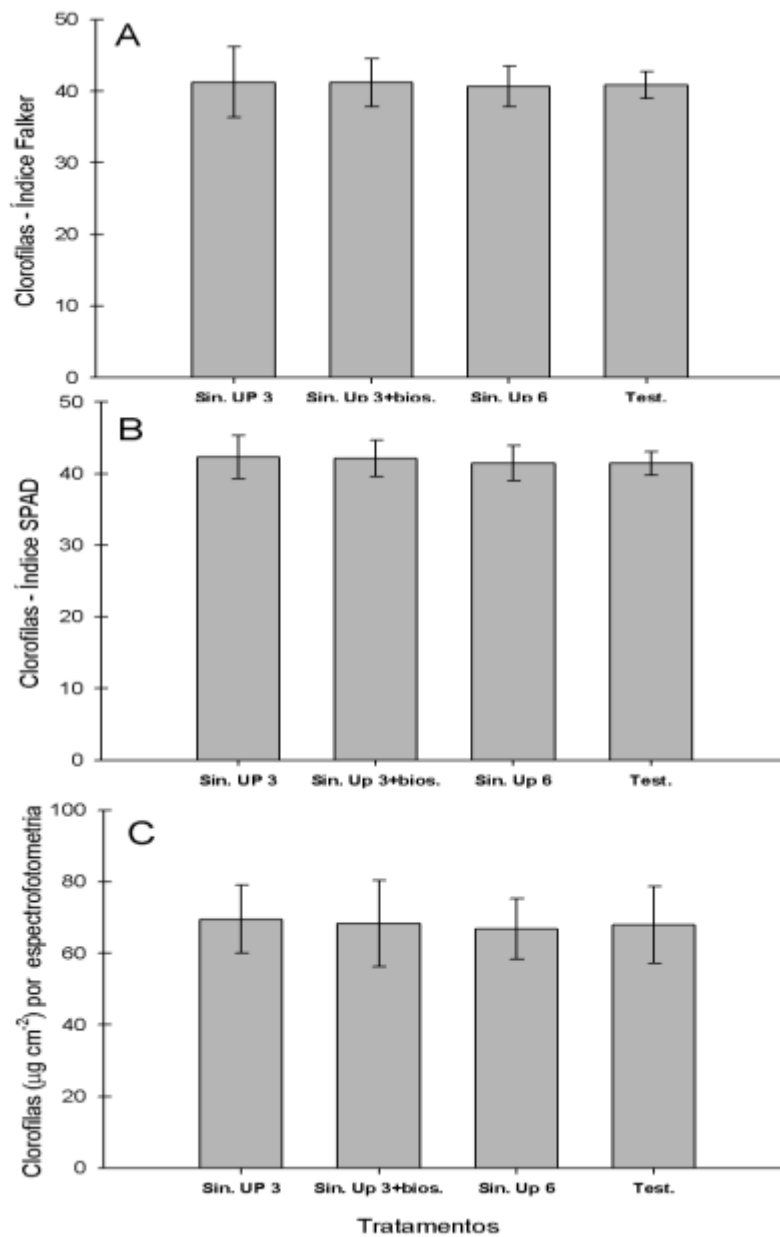 A
Clorofilas - Índice Falker
50
40
30
20
10
0
Sin. UP 3 Sin. Up 3+bios. Sin. Up 6 Test.
B
Clorofilas - Índice SPAD
50
40
30
20
10
0
Sin. UP 3 Sin. Up 3+bios. Sin. Up 6 Test.
C
Clorofilas (µg cm⁻²) por espectrofotometria
100
80
60
40
20
0
Sin. UP 3 Sin. Up 3+bios. Sin. Up 6 Test.
Tratamentos